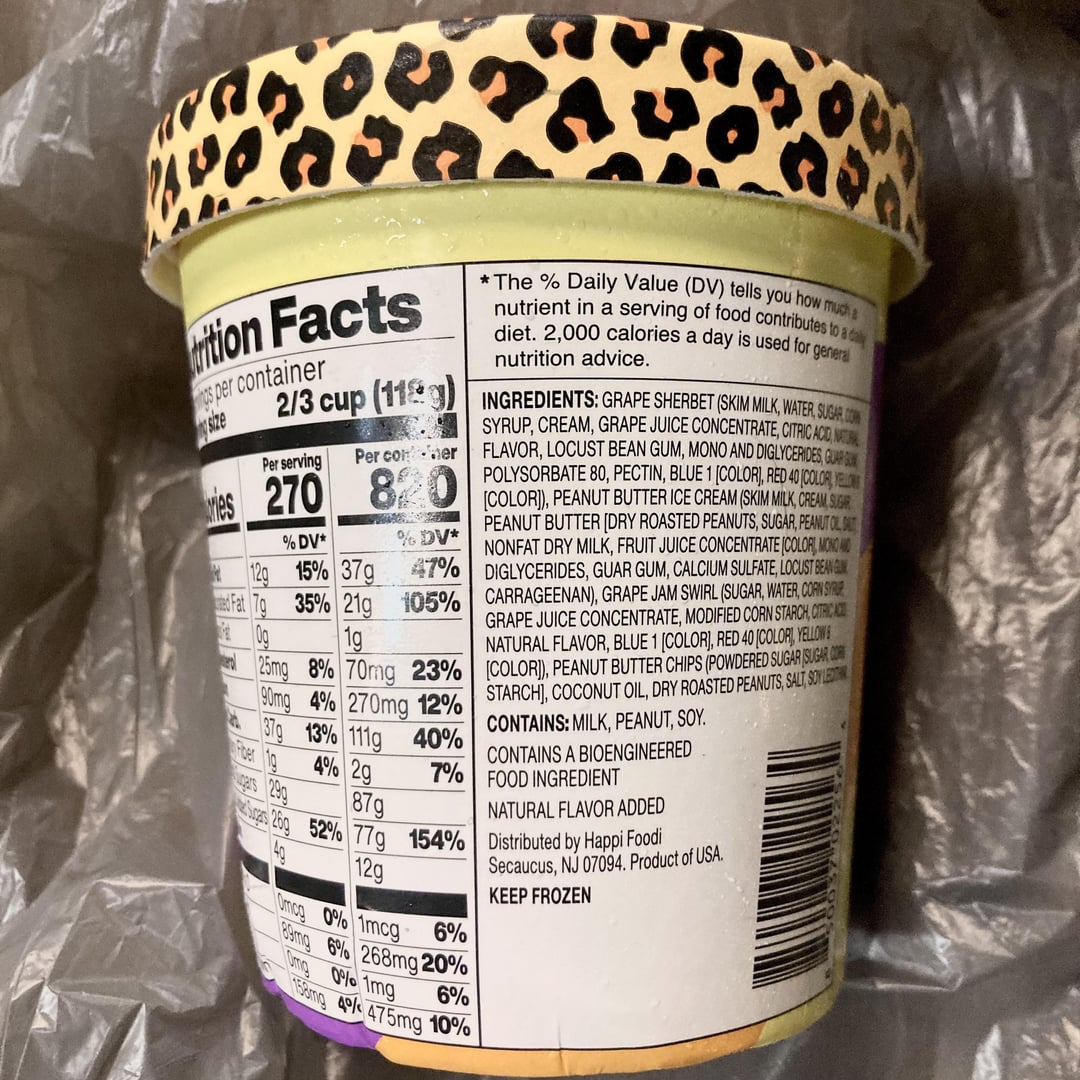 Nutrition Facts
per container
size 2/3 cup (118g)
Per serving Per container
270 820
% DV* % DV*
12g 15% 37g 47%
Fat 7g 35% 21g 105%
Fat 0g 1g
25mg 8% 70mg 23%
90mg 4% 270mg 12%
37g 13% 111g 40%
Fiber 1g 4% 2g 7%
29g 87g
Sugars 26g 52% 77g 154%
4g 12g
0mcg 0% 1mcg 6%
89mg 6% 268mg 20%
0mg 0% 1mg 6%
158mg 4% 475mg 10%
* The % Daily Value (DV) tells you how much a
nutrient in a serving of food contributes to a daily
diet. 2,000 calories a day is used for general
nutrition advice.
INGREDIENTS: GRAPE SHERBET (SKIM MILK, WATER, SUGAR, CORN
SYRUP, CREAM, GRAPE JUICE CONCENTRATE, CITRIC ACID, NATURAL
FLAVOR, LOCUST BEAN GUM, MONO AND DIGLYCERIDES, GUAR GUM,
POLYSORBATE 80, PECTIN, BLUE 1 [COLOR], RED 40 [COLOR], YELLOW 6
[COLOR]), PEANUT BUTTER ICE CREAM (SKIM MILK, CREAM, SUGAR,
PEANUT BUTTER [DRY ROASTED PEANUTS, SUGAR, PEANUT OIL, SALT],
NONFAT DRY MILK, FRUIT JUICE CONCENTRATE [COLOR], MONO AND
DIGLYCERIDES, GUAR GUM, CALCIUM SULFATE, LOCUST BEAN GUM,
CARRAGEENAN), GRAPE JAM SWIRL (SUGAR, WATER, CORN SYRUP,
GRAPE JUICE CONCENTRATE, MODIFIED CORN STARCH, CITRIC ACID,
NATURAL FLAVOR, BLUE 1 [COLOR], RED 40 [COLOR], YELLOW 6
[COLOR]), PEANUT BUTTER CHIPS (POWDERED SUGAR [SUGAR, CORN
STARCH], COCONUT OIL, DRY ROASTED PEANUTS, SALT, SOY LECITHIN)
CONTAINS: MILK, PEANUT, SOY.
CONTAINS A BIOENGINEERED
FOOD INGREDIENT
NATURAL FLAVOR ADDED
Distributed by Happi Foodi
Secaucus, NJ 07094. Product of USA.
KEEP FROZEN